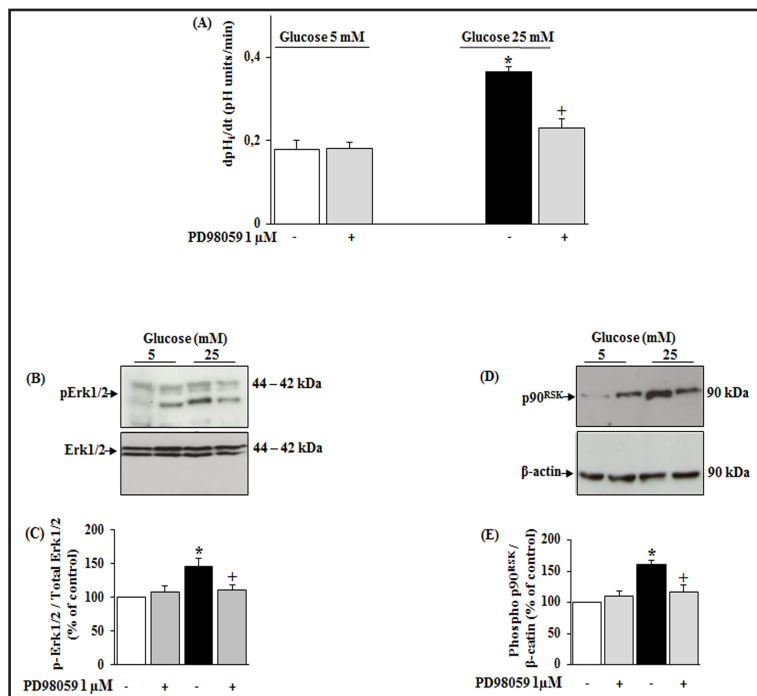 (A)
Glucose 5 mM
Glucose 25 mM
dpHi/dt (pH units/min)
0,4
0,2
0
*
+
PD98059 1 µM
- + - +
Glucose (mM)
5 25
(B)
pErk1/2
44 – 42 kDa
Erk1/2
44 – 42 kDa
(C)
p-Erk1/2 / Total Erk1/2
(% of control)
200
150
100
50
0
*
+
PD98059 1 µM
- + - +
Glucose (mM)
5 25
(D)
p90RSK
90 kDa
β-actin
90 kDa
(E)
Phospho p90RSK/
β-catin (% of control)
200
150
100
50
0
*
+
PD98059 1 µM
- + - +